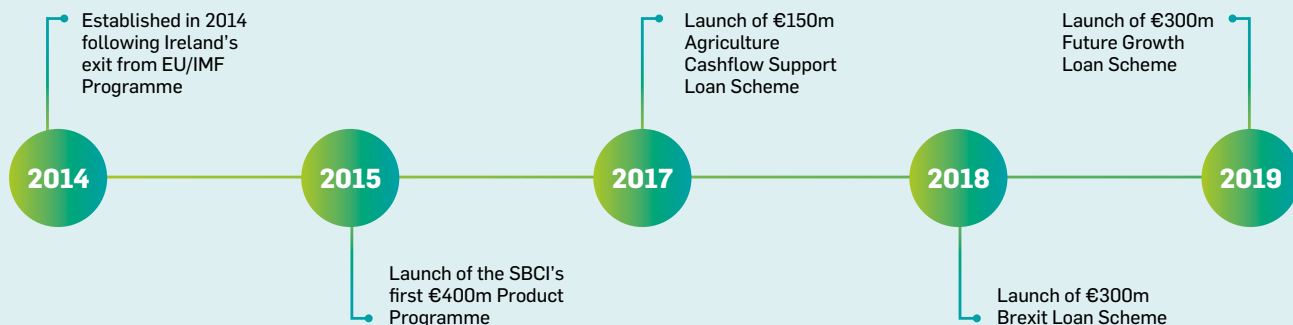 Established in 2014
following Ireland's
exit from EU/IMF
Programme
Launch of €150m
Agriculture
Cashflow Support
Loan Scheme
Launch of €300m
Future Growth
Loan Scheme
2014
2015
2017
2018
2019
Launch of the SBCI's
first €400m Product
Programme
Launch of €300m
Brexit Loan Scheme